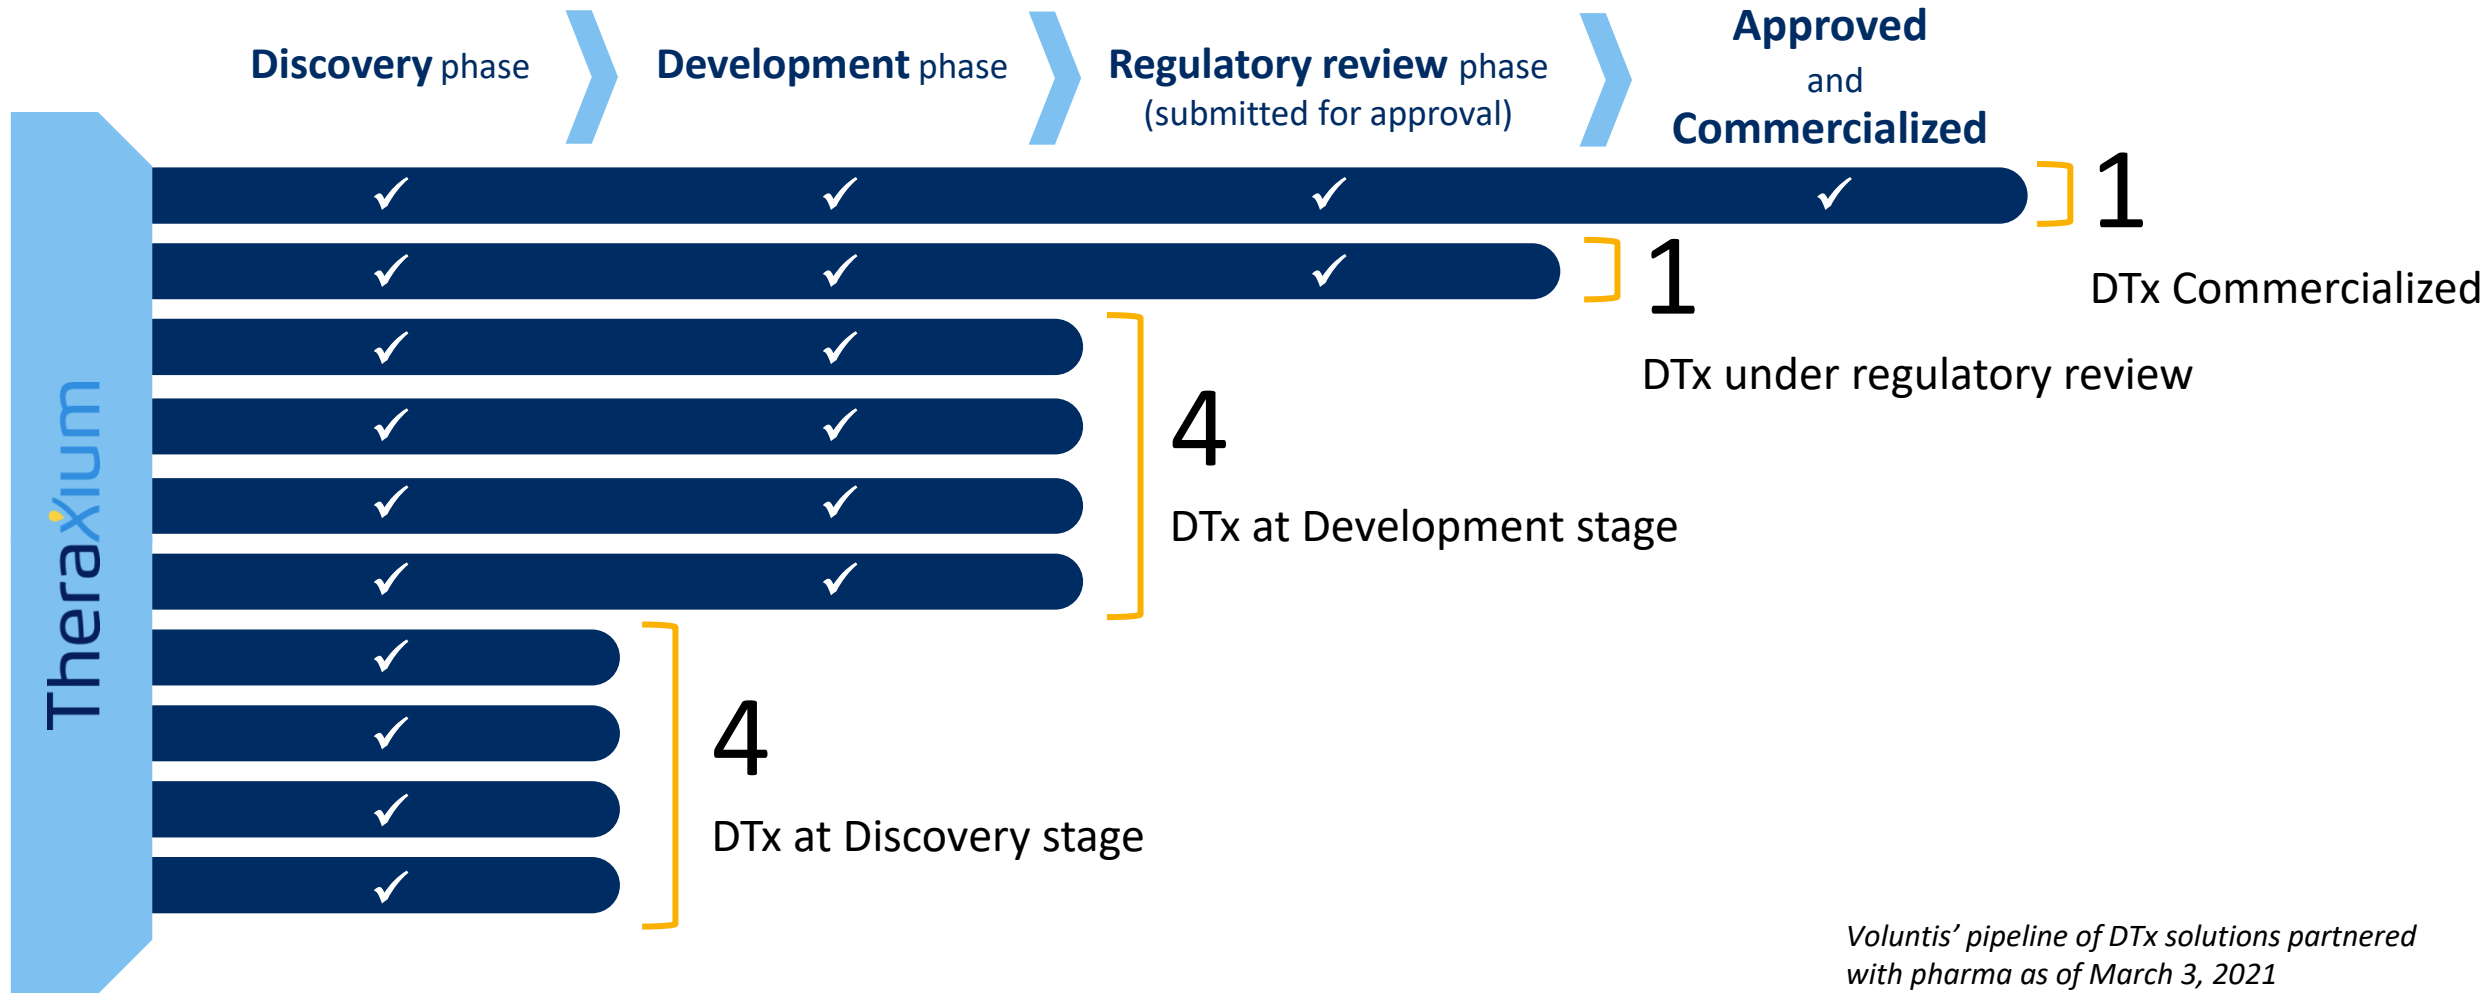 Discovery phase
Development phase
Regulatory review phase
(submitted for approval)
Approved
and
Commercialized
Theraxium
1
DTx Commercialized
1
DTx under regulatory review
4
DTx at Development stage
4
DTx at Discovery stage
Voluntis’ pipeline of DTx solutions partnered
with pharma as of March 3, 2021